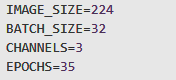 IMAGE_SIZE=224
BATCH_SIZE=32
CHANNELS=3
EPOCHS=35